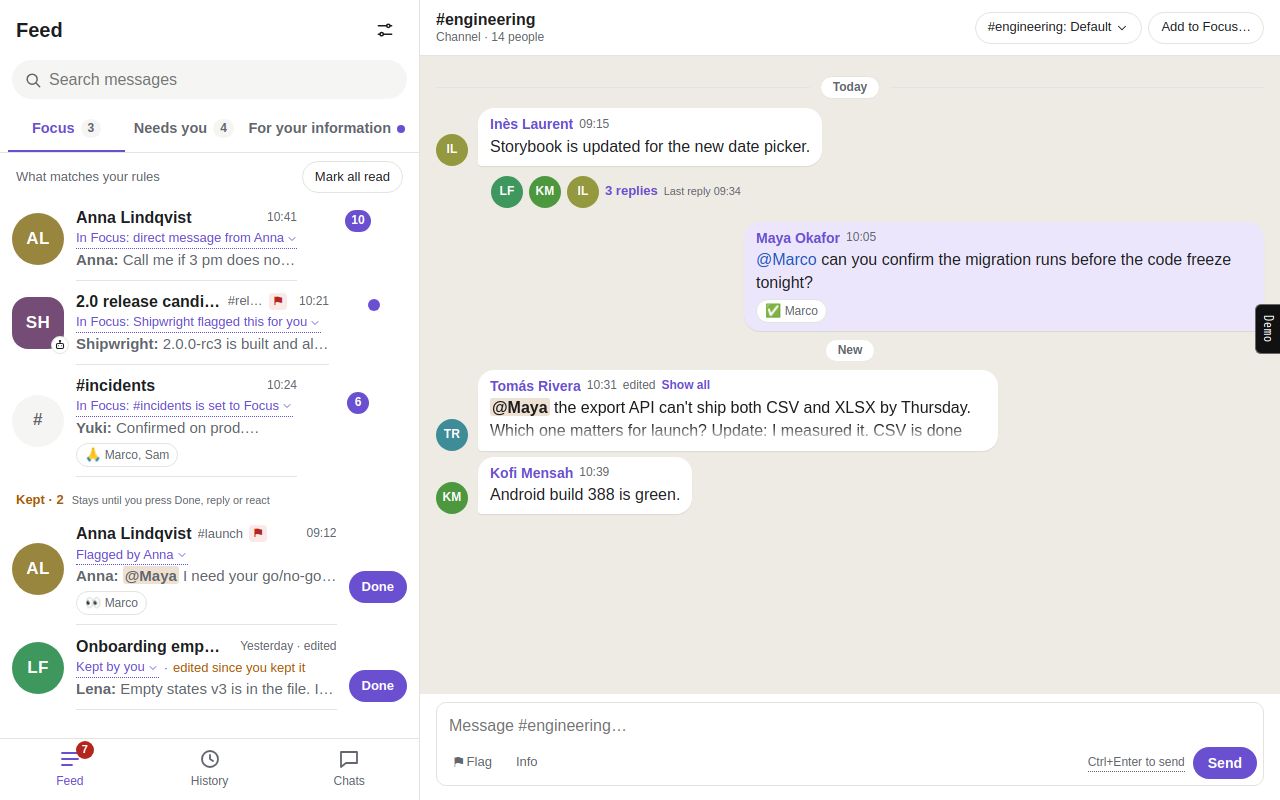 Feed
Search messages
Focus 3
Needs you 4
For your information
What matches your rules
Mark all read
AL
Anna Lindqvist 10:41
10
In Focus: direct message from Anna
Anna: Call me if 3 pm does no…
SH
2.0 release candi… #rel… 10:21
In Focus: Shipwright flagged this for you
Shipwright: 2.0.0-rc3 is built and al…
#
#incidents 10:24
6
In Focus: #incidents is set to Focus
Yuki: Confirmed on prod.…
🙏 Marco, Sam
Kept · 2 Stays until you press Done, reply or react
AL
Anna Lindqvist #launch 09:12
Flagged by Anna
Anna: @Maya I need your go/no-go…
Done
👀 Marco
LF
Onboarding emp… Yesterday · edited
Kept by you · edited since you kept it
Lena: Empty states v3 is in the file. I…
Done
7
Feed
History
Chats
#engineering
Channel · 14 people
#engineering: Default
Add to Focus…
Today
Inès Laurent 09:15
IL
Storybook is updated for the new date picker.
LF KM IL 3 replies Last reply 09:34
Maya Okafor 10:05
@Marco can you confirm the migration runs before the code freeze
tonight?
✅ Marco
Demo
New
Tomás Rivera 10:31 edited Show all
@Maya the export API can't ship both CSV and XLSX by Thursday.
TR
Which one matters for launch? Update: I measured it. CSV is done
Kofi Mensah 10:39
KM
Android build 388 is green.
Message #engineering…
Flag
Info
Ctrl+Enter to send
Send